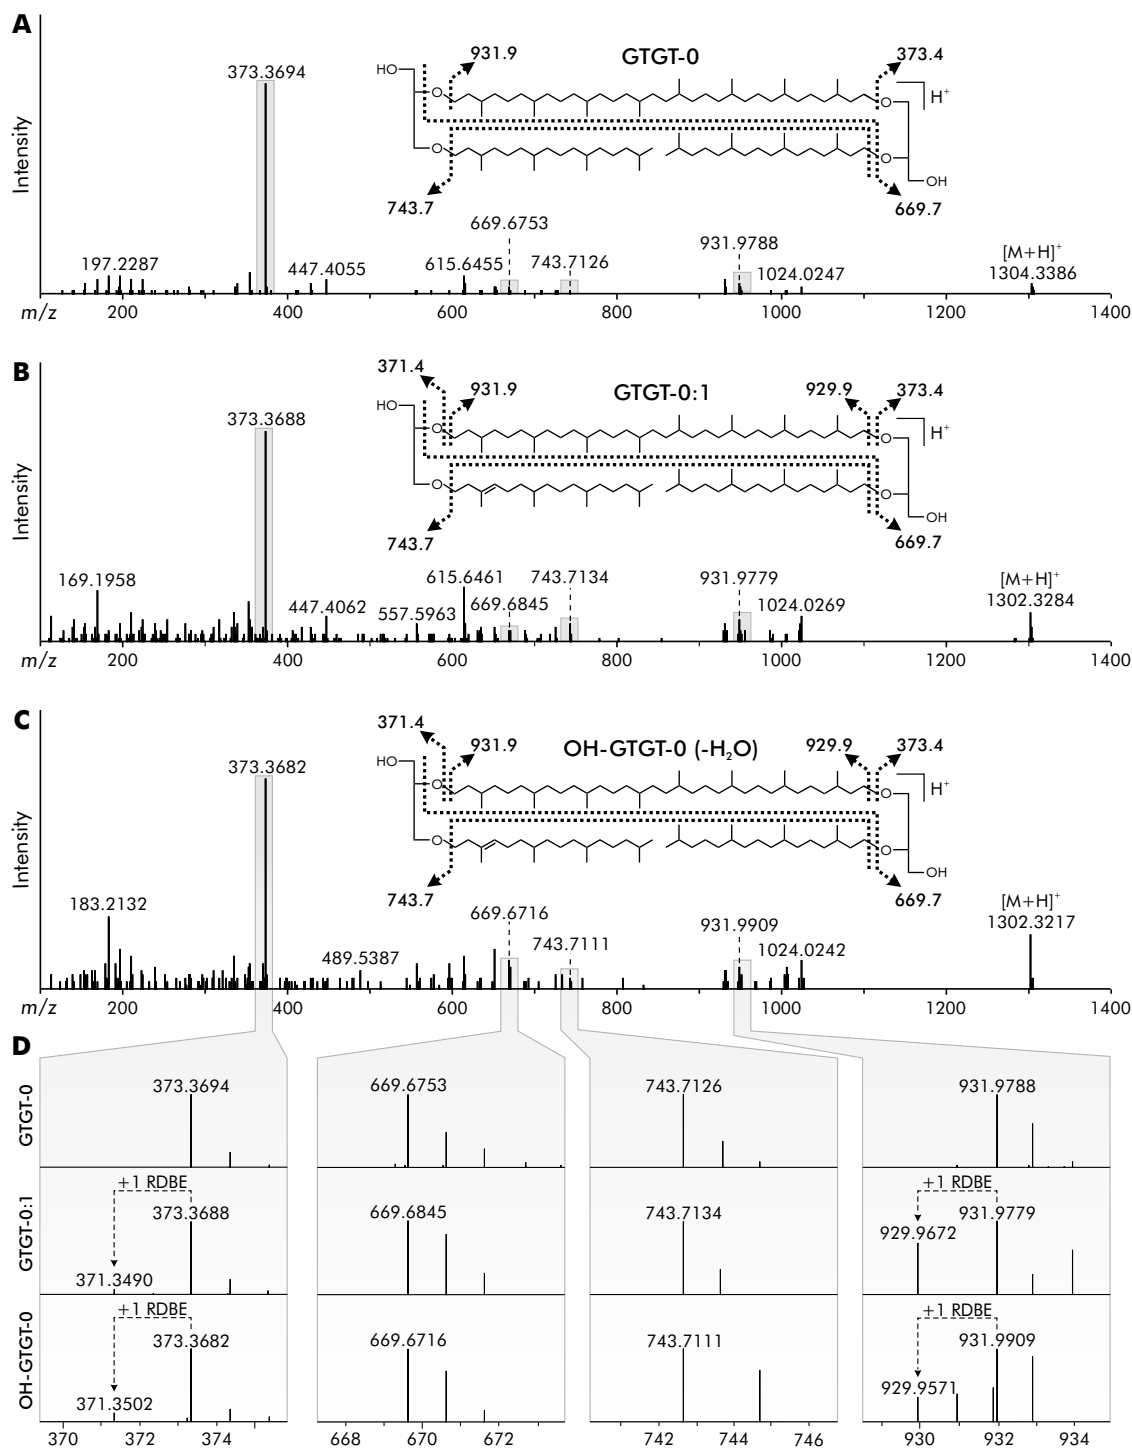 A
Intensity
373.3694
197.2287
447.4055
615.6455
669.6753
743.7126
931.9788
1024.0247
[M+H]⁺
1304.3386
GTGT-0
931.9
373.4
HO
O
O
H⁺
O
O
OH
743.7
669.7
m/z 200 400 600 800 1000 1200 1400
B
Intensity
373.3688
169.1958
447.4062
557.5963
615.6461
669.6845
743.7134
931.9779
1024.0269
[M+H]⁺
1302.3284
GTGT-0:1
371.4
931.9
929.9
373.4
HO
O
O
H⁺
O
O
OH
743.7
669.7
m/z 200 400 600 800 1000 1200 1400
C
Intensity
373.3682
183.2132
489.5387
669.6716
743.7111
931.9909
1024.0242
[M+H]⁺
1302.3217
OH-GTGT-0 (-H₂O)
371.4
931.9
929.9
373.4
HO
O
O
H⁺
O
O
OH
743.7
669.7
m/z 200 400 600 800 1000 1200 1400
D
GTGT-0
373.3694
669.6753
743.7126
931.9788
GTGT-0:1
+1 RDBE
373.3688
371.3490
669.6845
743.7134
+1 RDBE
931.9779
929.9672
OH-GTGT-0
+1 RDBE
373.3682
371.3502
669.6716
743.7111
+1 RDBE
931.9909
929.9571
370 372 374
668 670 672
742 744 746
930 932 934